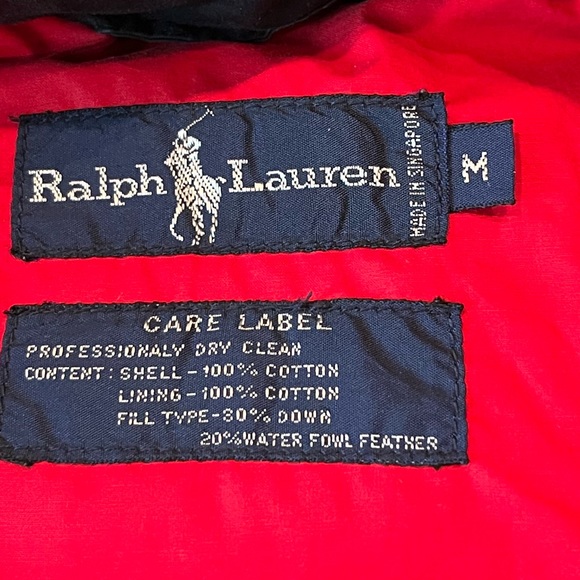 Ralph Lauren
MADE IN SINGAPORE
M
CARE LABEL
PROFESSIONALY DRY CLEAN
CONTENT: SHELL-100% COTTON
LINING-100% COTTON
FILL TYPE-80% DOWN
20% WATER FOWL FEATHER